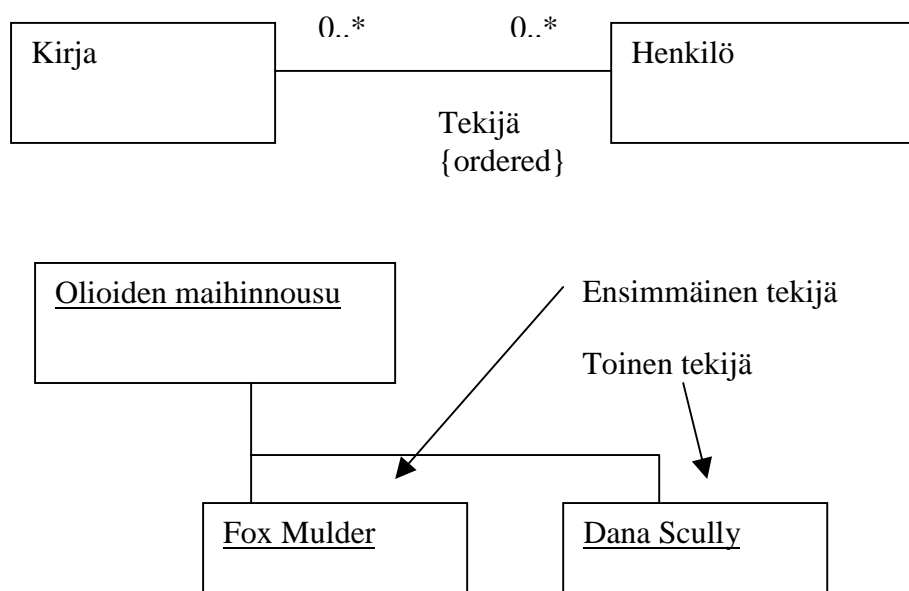 0..*
0..*
Kirja
Henkilö
Tekijä
{ordered}
Olioiden maihinnousu
Ensimmäinen tekijä
Toinen tekijä
Fox Mulder
Dana Scully